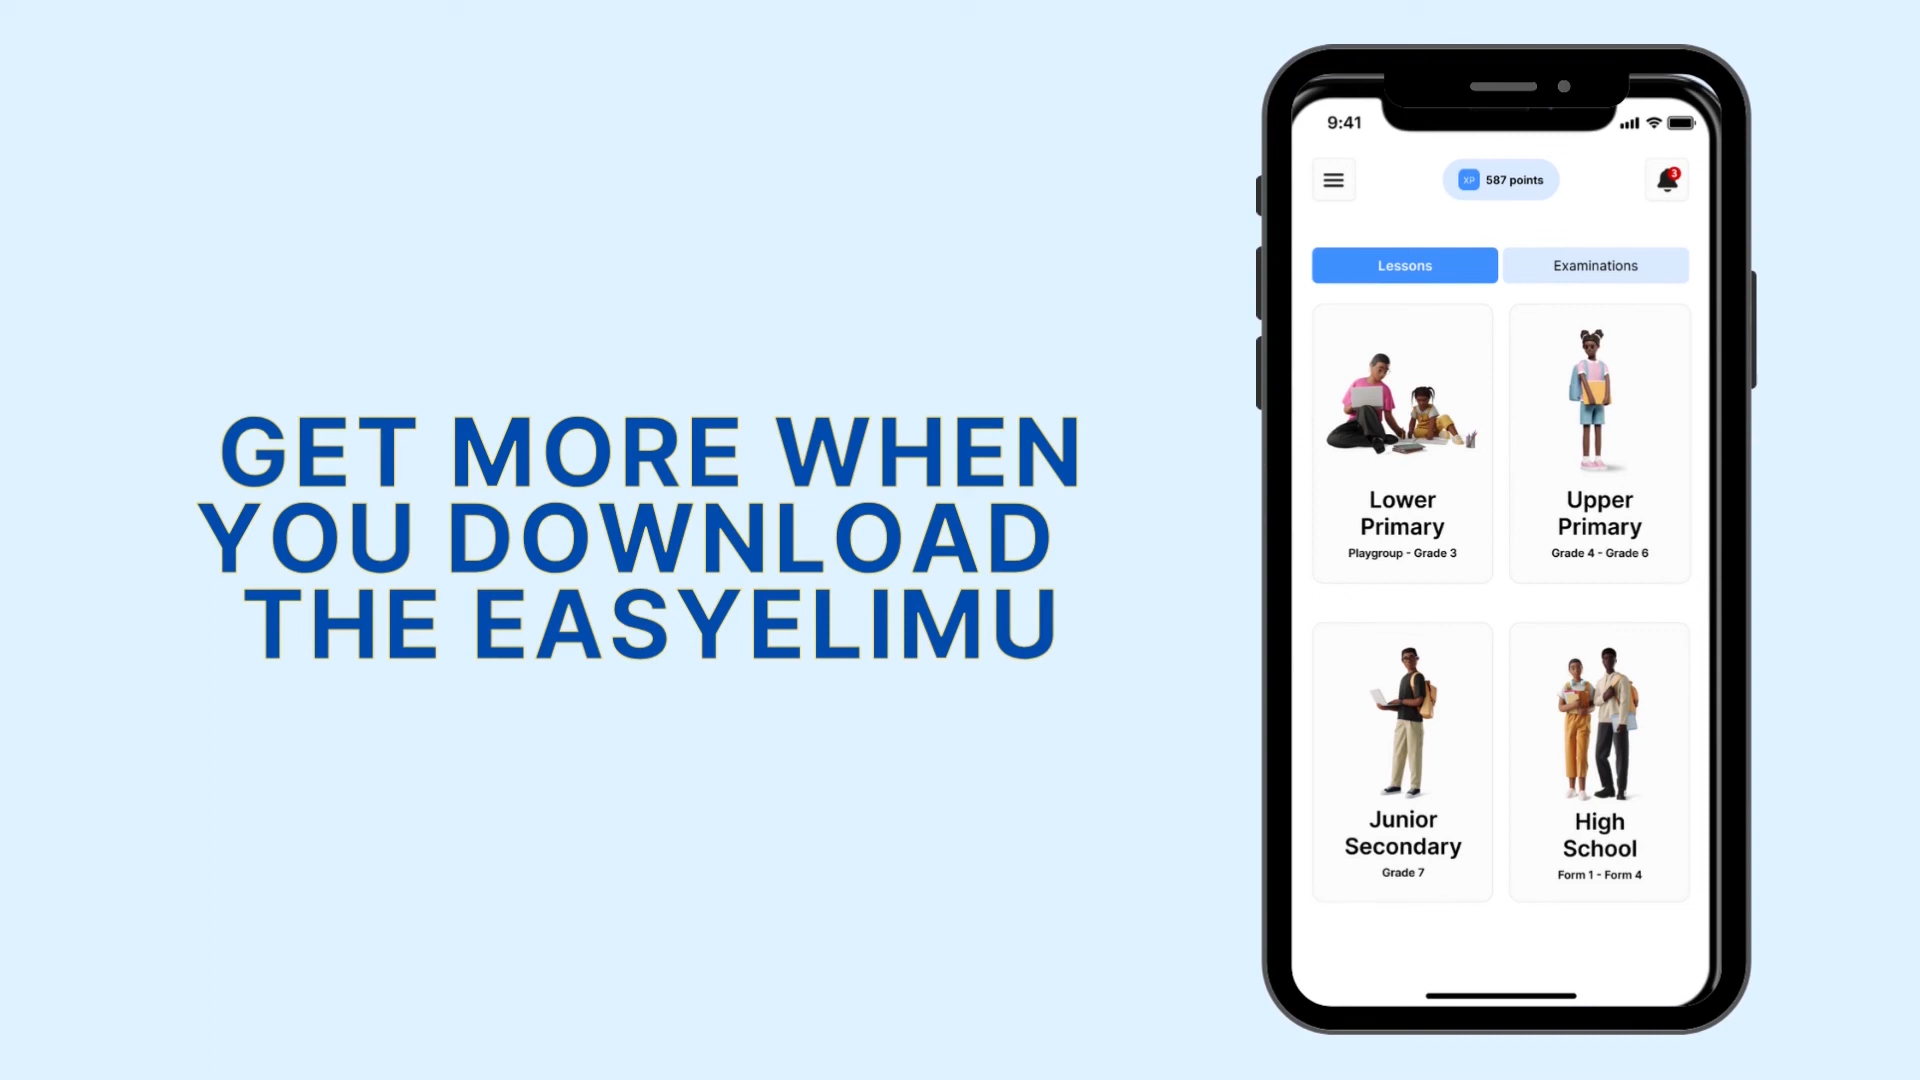 GET MORE WHEN
YOU DOWNLOAD
THE EASYELIMU
9:41
XP 587 points
3
Lessons Examinations
Lower
Primary
Playgroup - Grade 3
Upper
Primary
Grade 4 - Grade 6
Junior
Secondary
Grade 7
High
School
Form 1 - Form 4